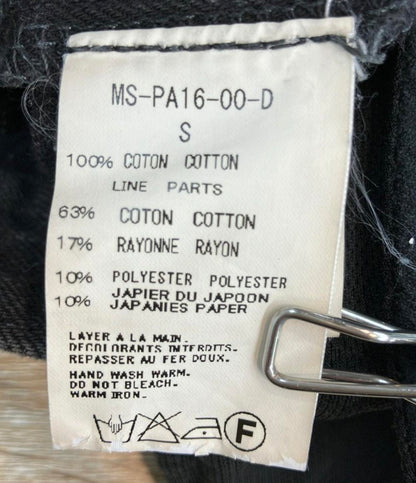 MS-PA16-00-D
S
100% COTON COTTON
LINE PARTS
63% COTON COTTON
17% RAYONNE RAYON
10% POLYESTER POLYESTER
10% JAPIER DU JAPOON
JAPANIES PAPER
LAYER A LA MAIN.
DECOLORANTS INTERDITS.
REPASSER AU FER DOUX.
HAND WASH WARM.
DO NOT BLEACH.
WARM IRON.
F